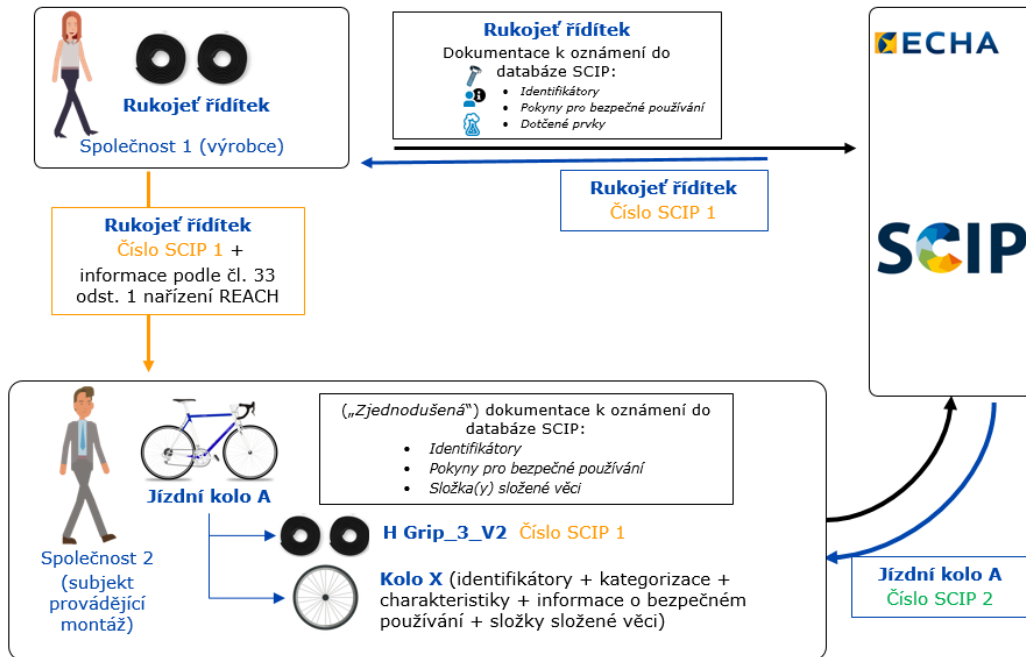 Rukojeť řídítek
Společnost 1 (výrobce)
Rukojeť řídítek
Dokumentace k oznámení do
databáze SCIP:
• Identifikátory
• Pokyny pro bezpečné používání
• Dotčené prvky
ECHA
SCIP
Rukojeť řídítek
Číslo SCIP 1
Rukojeť řídítek
Číslo SCIP 1 +
informace podle čl. 33
odst. 1 nařízení REACH
(„Zjednodušená“) dokumentace k oznámení do
databáze SCIP:
• Identifikátory
• Pokyny pro bezpečné používání
• Složka(y) složené věci
Jízdní kolo A
Společnost 2
(subjekt
provádějící
montáž)
H Grip_3_V2 Číslo SCIP 1
Kolo X (identifikátory + kategorizace +
charakteristiky + informace o bezpečném
používání + složky složené věci)
Jízdní kolo A
Číslo SCIP 2